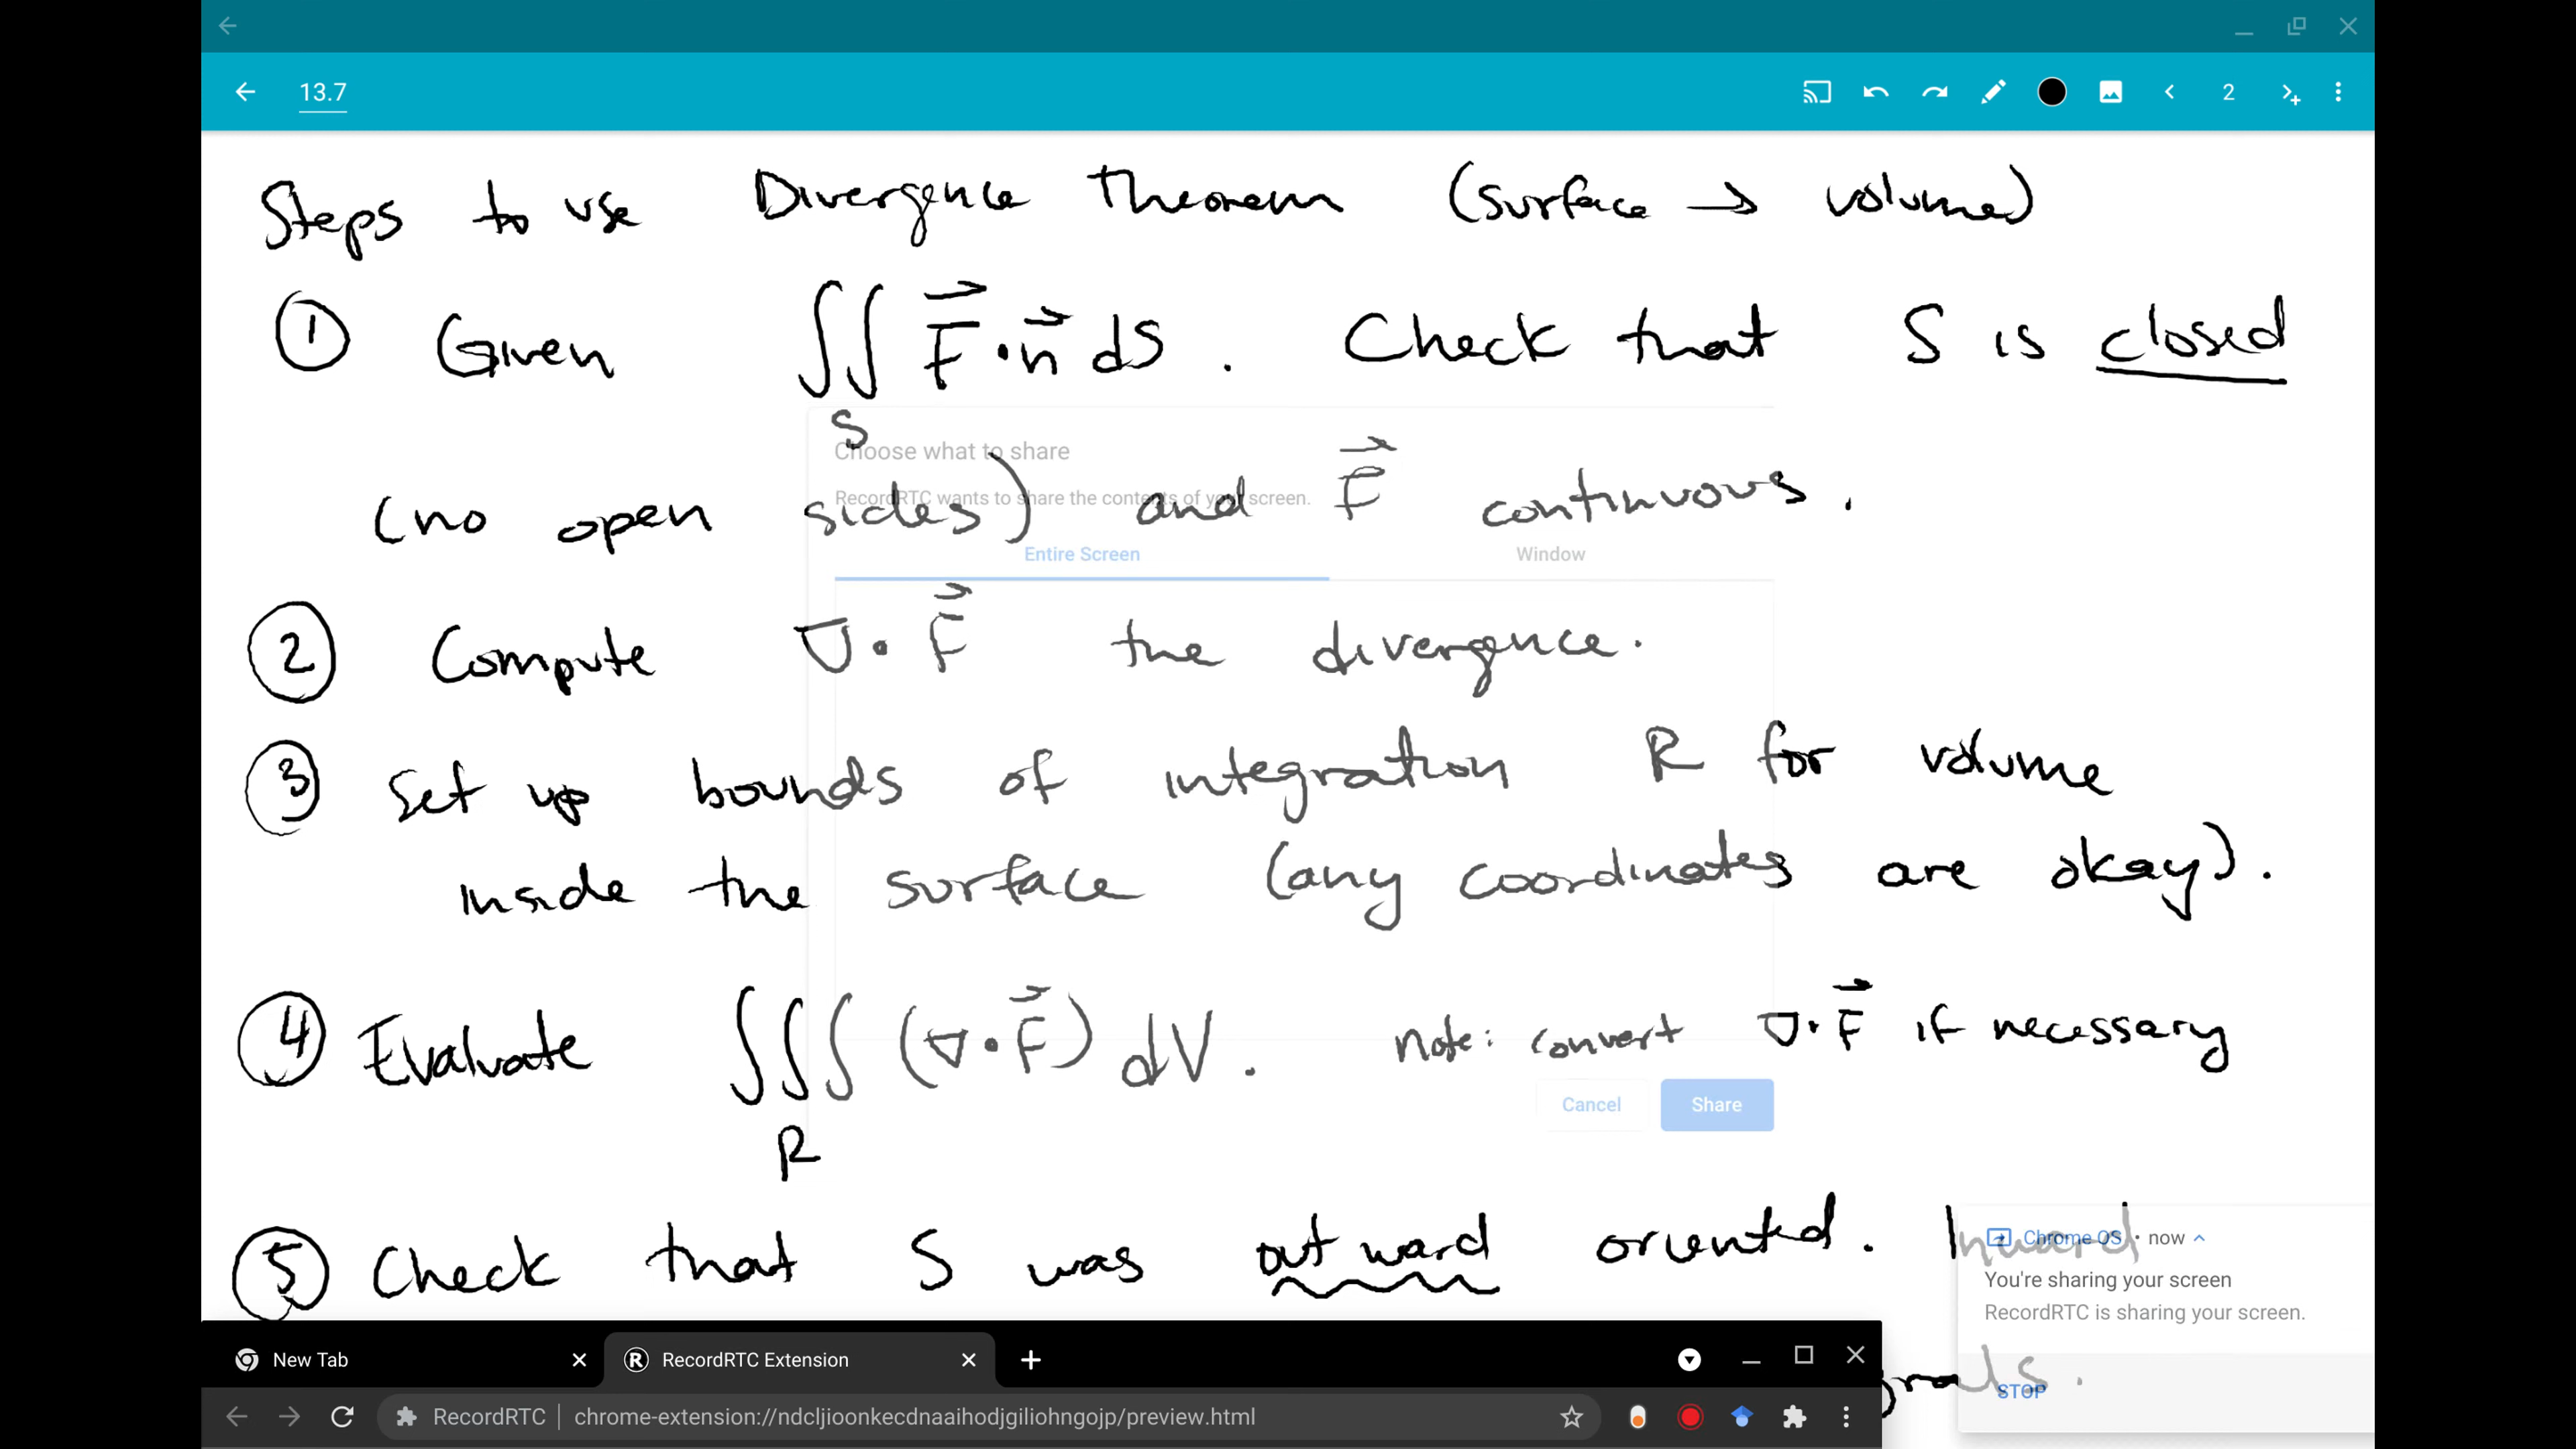 13.7
2
Steps to use Divergence Theorem (surface → volume)
① Given ∬ F⃗·n⃗ dS. Check that S is closed
S
Choose what to share
RecordRTC wants to share the contents of your screen.
(no open sides) and F⃗ continuous.
Entire Screen Window
② Compute ∇·F⃗ the divergence.
③ Set up bounds of integration R for volume
inside the surface (any coordinates are okay).
④ Evaluate ∭ (∇·F⃗) dV. Note: convert ∇·F⃗ if necessary
R
Cancel Share
⑤ Check that S was outward oriented. Inward
Chrome OS • now
You're sharing your screen
RecordRTC is sharing your screen.
STOP
New Tab RecordRTC Extension
RecordRTC chrome-extension://ndcljioonkecdnaaihodjgiliohngojp/preview.html